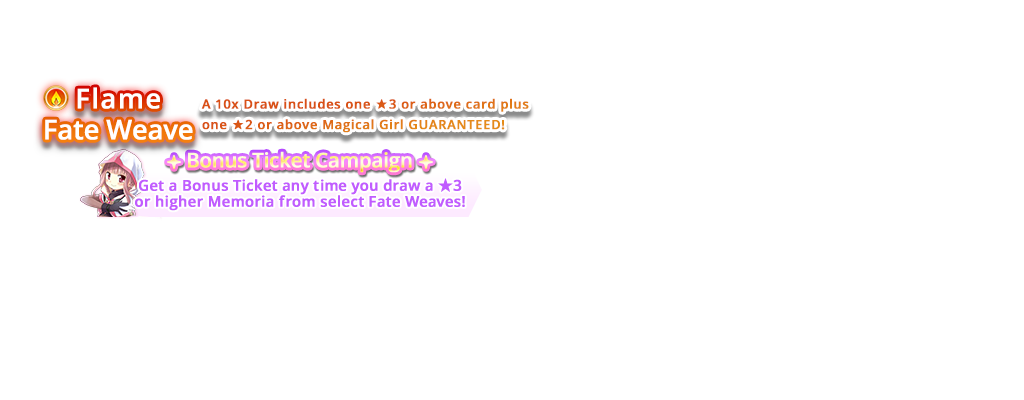 Flame
Fate Weave
A 10x Draw includes one ★3 or above card plus
one ★2 or above Magical Girl GUARANTEED!
Bonus Ticket Campaign
Get a Bonus Ticket any time you draw a ★3
or higher Memoria from select Fate Weaves!